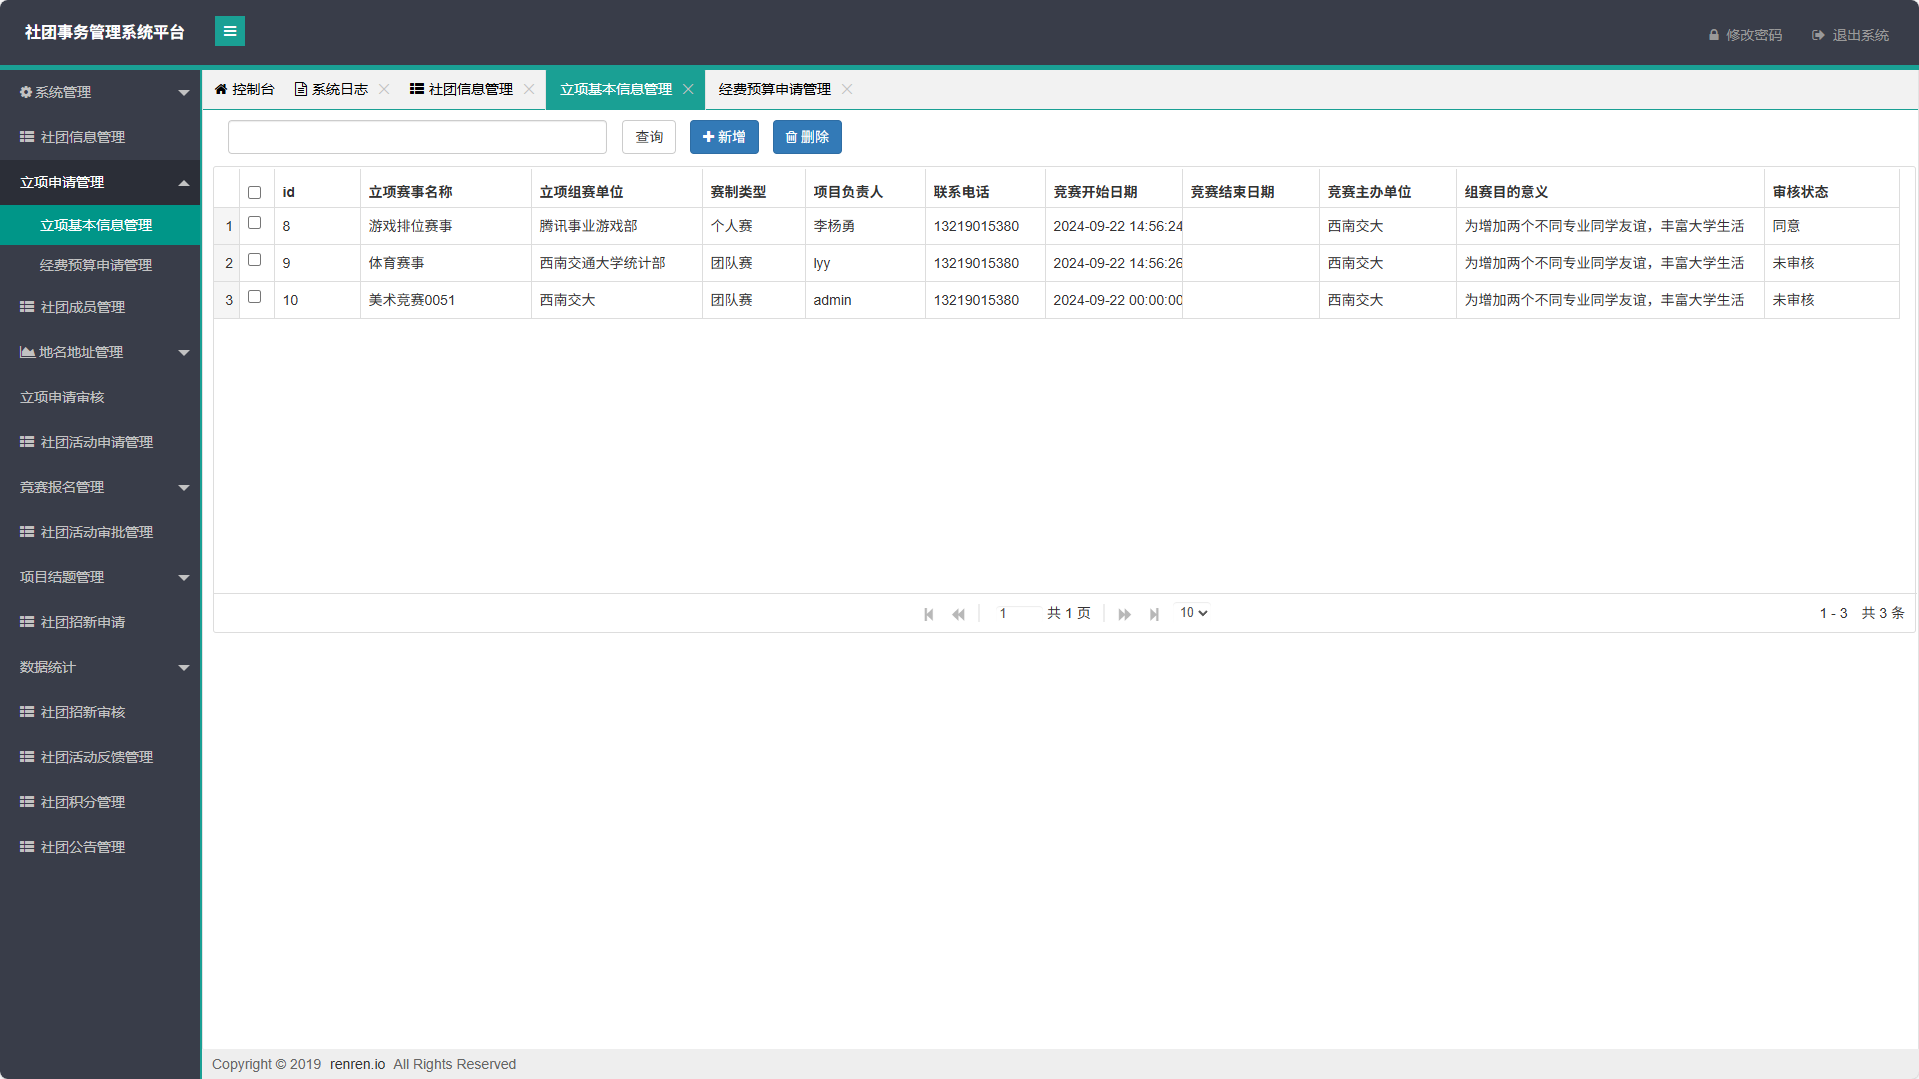 社团事务管理系统平台
修改密码 退出系统
系统管理
社团信息管理
立项申请管理
立项基本信息管理
经费预算申请管理
社团成员管理
地名地址管理
立项申请审核
社团活动申请管理
竞赛报名管理
社团活动审批管理
项目结题管理
社团招新申请
数据统计
社团招新审核
社团活动反馈管理
社团积分管理
社团公告管理
控制台 系统日志 社团信息管理 立项基本信息管理 经费预算申请管理
查询 新增 删除
id 立项赛事名称 立项组赛单位 赛制类型 项目负责人 联系电话 竞赛开始日期 竞赛结束日期 竞赛主办单位 组赛目的意义 审核状态
1 8 游戏排位赛事 腾讯事业游戏部 个人赛 李杨勇 13219015380 2024-09-22 14:56:24 西南交大 为增加两个不同专业同学友谊，丰富大学生活 同意
2 9 体育赛事 西南交通大学统计部 团队赛 lyy 13219015380 2024-09-22 14:56:26 西南交大 为增加两个不同专业同学友谊，丰富大学生活 未审核
3 10 美术竞赛0051 西南交大 团队赛 admin 13219015380 2024-09-22 00:00:00 西南交大 为增加两个不同专业同学友谊，丰富大学生活 未审核
1 共 1 页 10 1 - 3 共 3 条
Copyright © 2019 renren.io All Rights Reserved